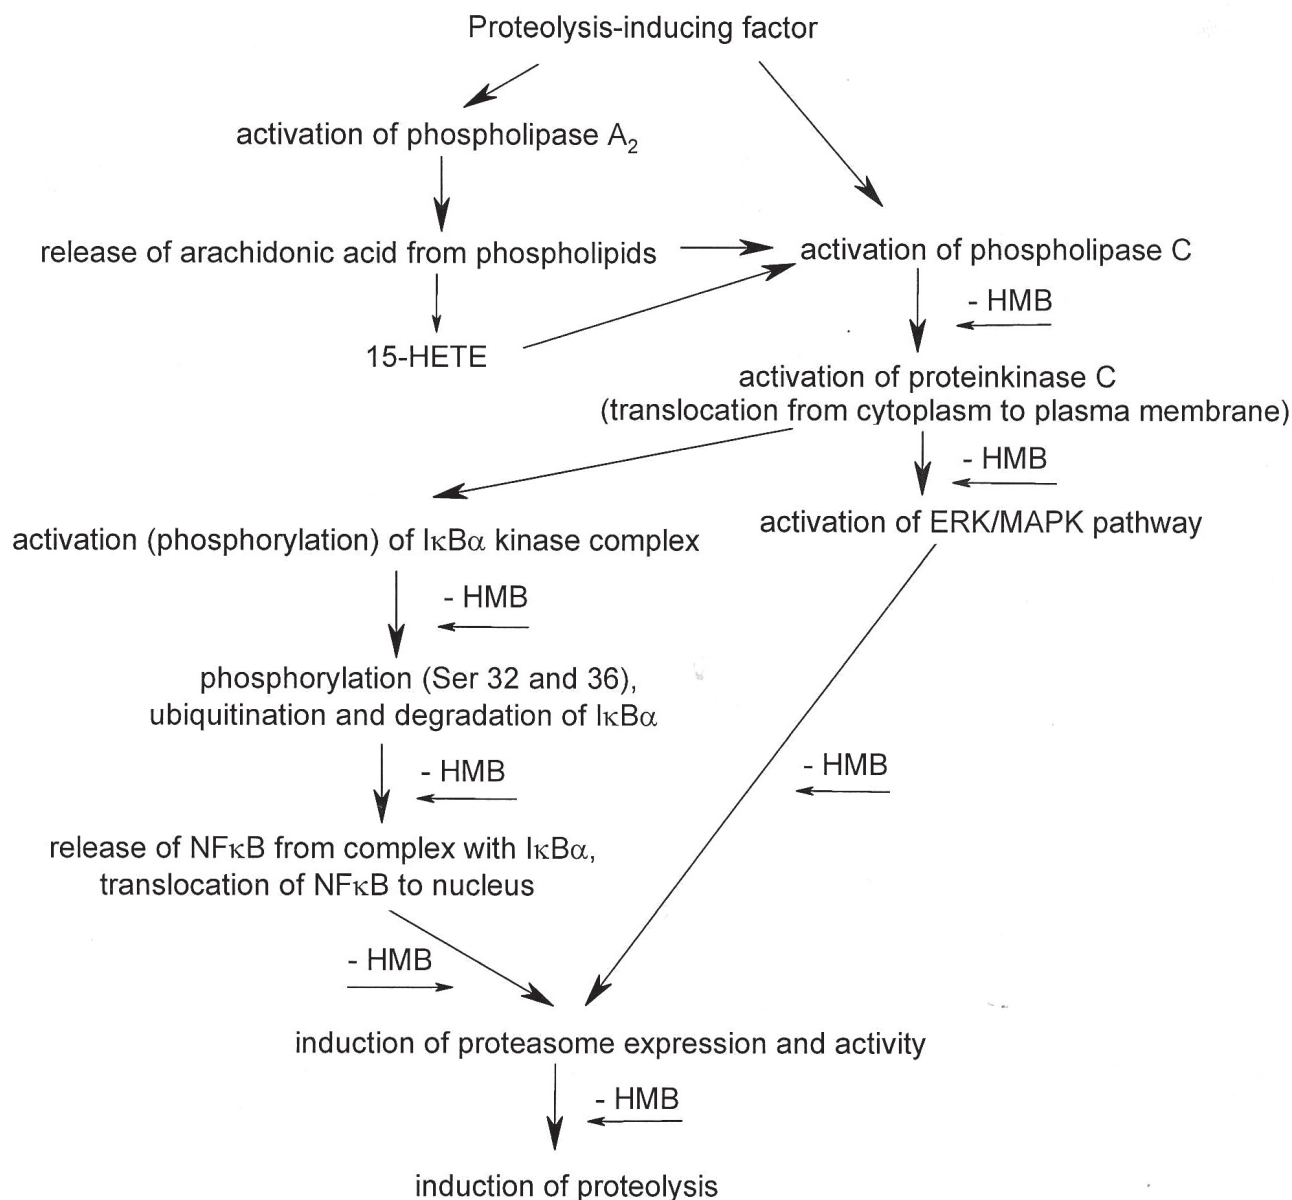 Proteolysis-inducing factor
activation of phospholipase A₂
release of arachidonic acid from phospholipids
activation of phospholipase C
- HMB
15-HETE
activation of proteinkinase C
(translocation from cytoplasm to plasma membrane)
- HMB
activation of ERK/MAPK pathway
activation (phosphorylation) of IκBα kinase complex
- HMB
phosphorylation (Ser 32 and 36),
ubiquitination and degradation of IκBα
- HMB
- HMB
release of NFκB from complex with IκBα,
translocation of NFκB to nucleus
- HMB
induction of proteasome expression and activity
- HMB
induction of proteolysis